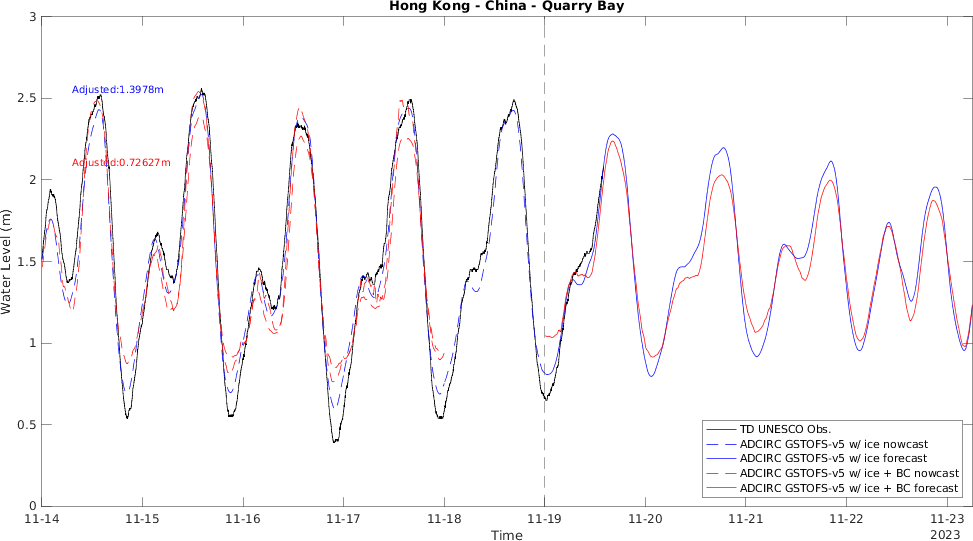 Hong Kong - China - Quarry Bay
3
2.5
2
1.5
1
0.5
0
Water Level (m)
Adjusted:1.3978m
Adjusted:0.72627m
TD UNESCO Obs.
ADCIRC GSTOFS-v5 w/ ice nowcast
ADCIRC GSTOFS-v5 w/ ice forecast
ADCIRC GSTOFS-v5 w/ ice + BC nowcast
ADCIRC GSTOFS-v5 w/ ice + BC forecast
11-14 11-15 11-16 11-17 11-18 11-19 11-20 11-21 11-22 11-23
Time
2023